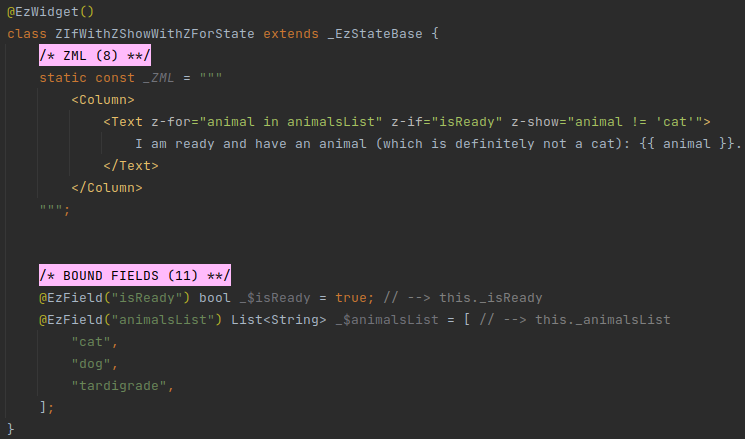 @EzWidget()
class ZIfWithZShowWithZForState extends _EzStateBase {
/* ZML (8) **/
static const _ZML = """
<Column>
<Text z-for="animal in animalsList" z-if="isReady" z-show="animal != 'cat'">
I am ready and have an animal (which is definitely not a cat): {{ animal }}.
</Text>
</Column>
""";
/* BOUND FIELDS (11) **/
@EzField("isReady") bool _$isReady = true; // --> this._isReady
@EzField("animalsList") List<String> _$animalsList = [ // --> this._animalsList
"cat",
"dog",
"tardigrade",
];
}